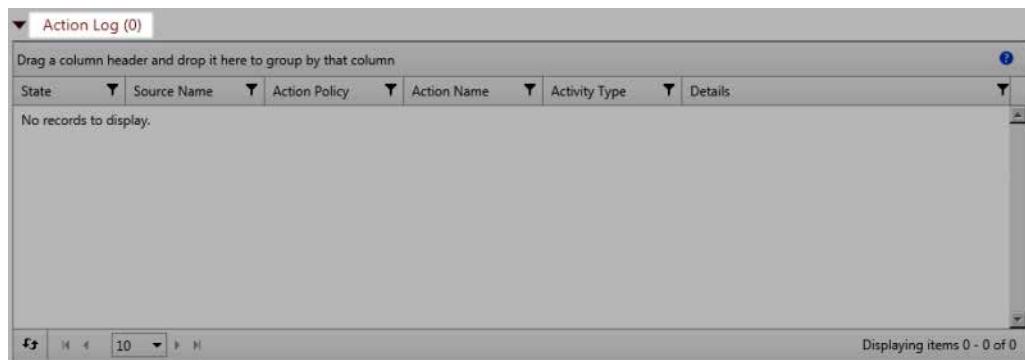 Action Log (0)
Drag a column header and drop it here to group by that column
State Source Name Action Policy Action Name Activity Type Details
No records to display.
10 Displaying items 0 - 0 of 0